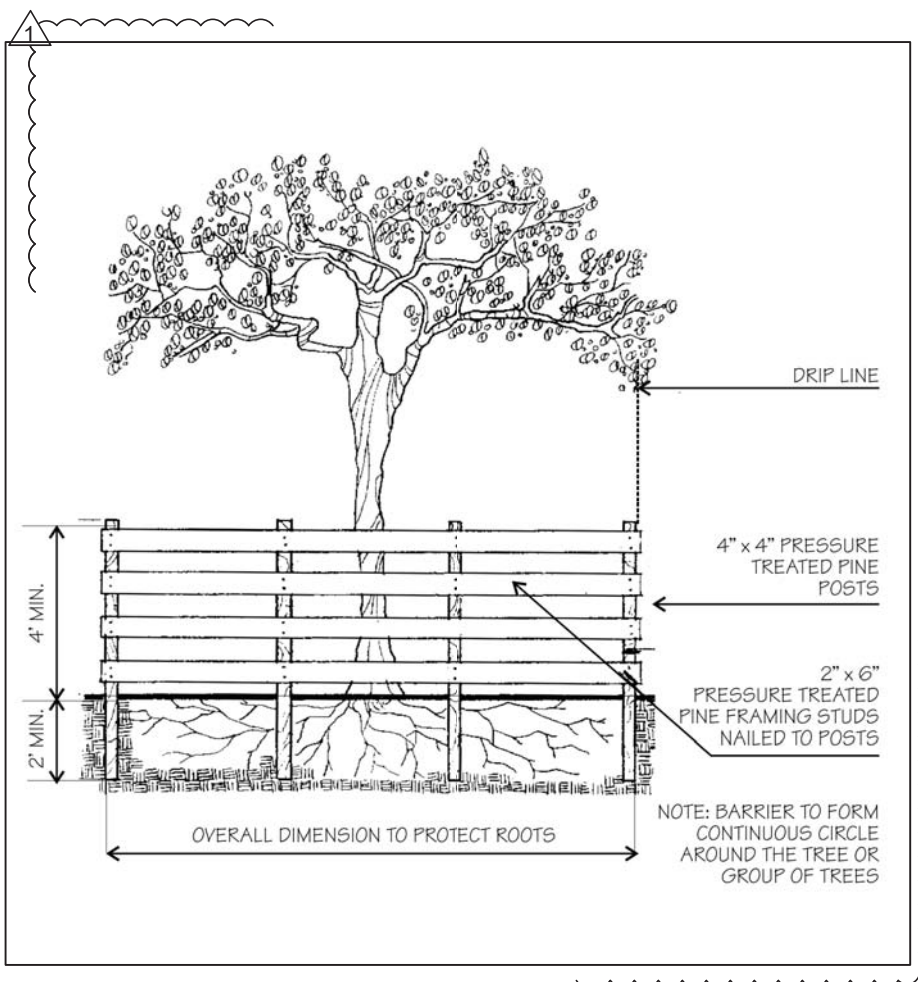 1
DRIP LINE
4" x 4" PRESSURE
TREATED PINE
POSTS
4' MIN.
2" x 6"
PRESSURE TREATED
PINE FRAMING STUDS
NAILED TO POSTS
2' MIN.
NOTE: BARRIER TO FORM
CONTINUOUS CIRCLE
AROUND THE TREE OR
GROUP OF TREES
OVERALL DIMENSION TO PROTECT ROOTS